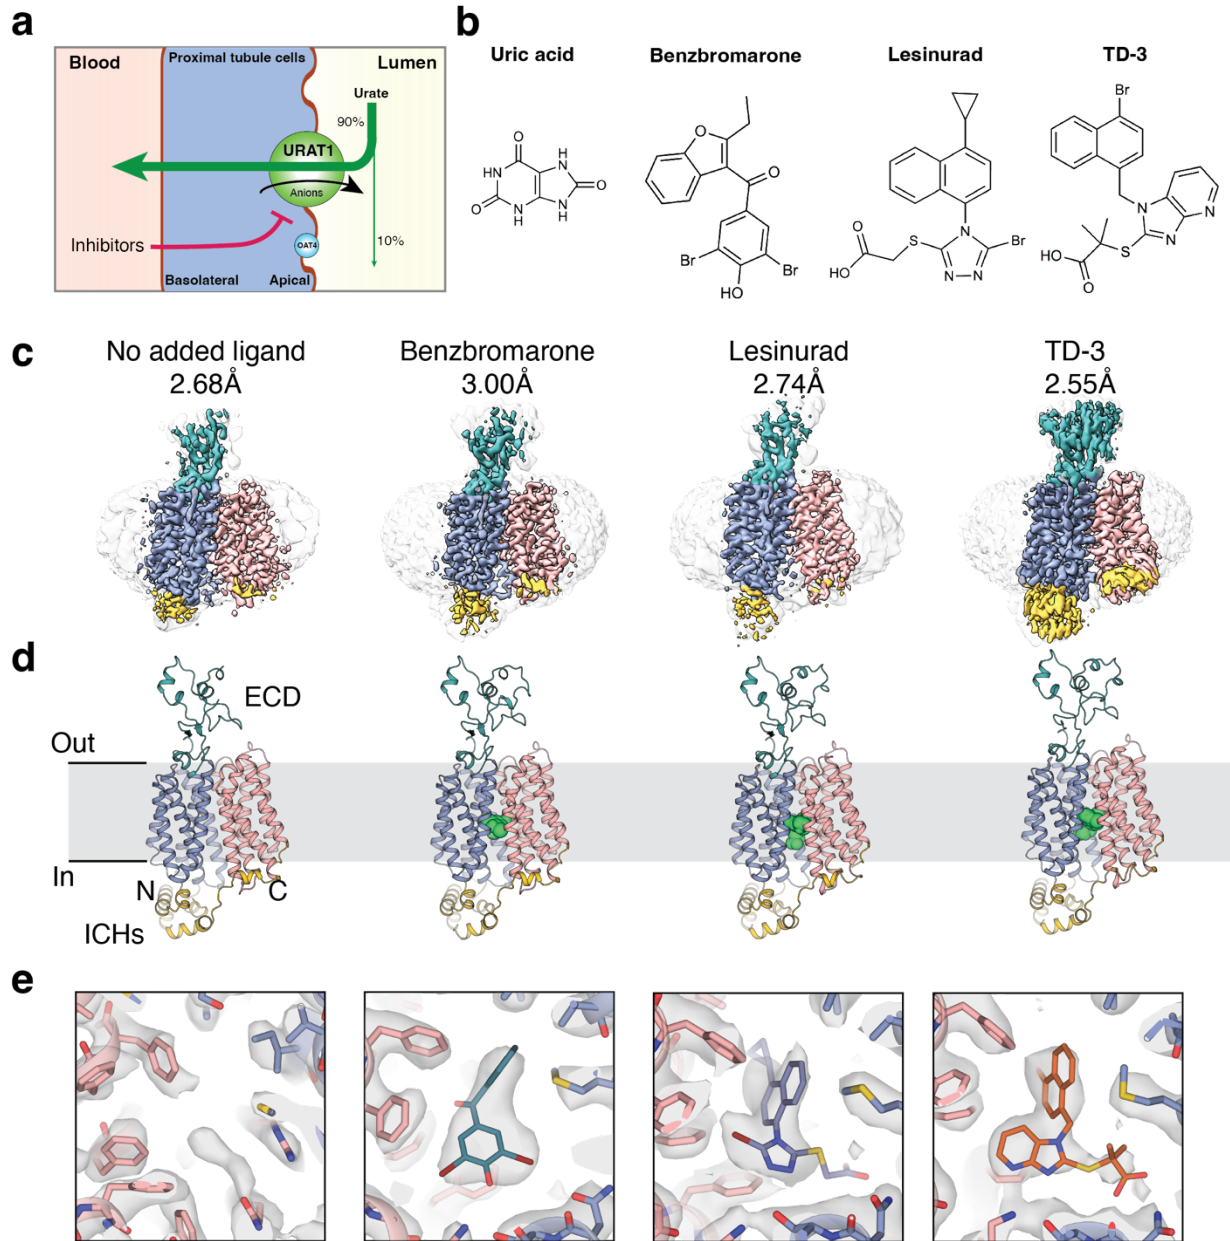 a
Blood
Proximal tubule cells
Lumen
Urate
90%
URAT1
Anions
Inhibitors
OAT4
10%
Basolateral
Apical
b
Uric acid
Benzbromarone
Lesinurad
TD-3
O
HN
O
N
H
H
N
N
H
O
O
O
Br
Br
HO
O
HO
S
N
Br
N
N
Br
N
N
N
S
HO
O
c
No added ligand
2.68Å
Benzbromarone
3.00Å
Lesinurad
2.74Å
TD-3
2.55Å
d
ECD
Out
In
N
C
ICHs
e